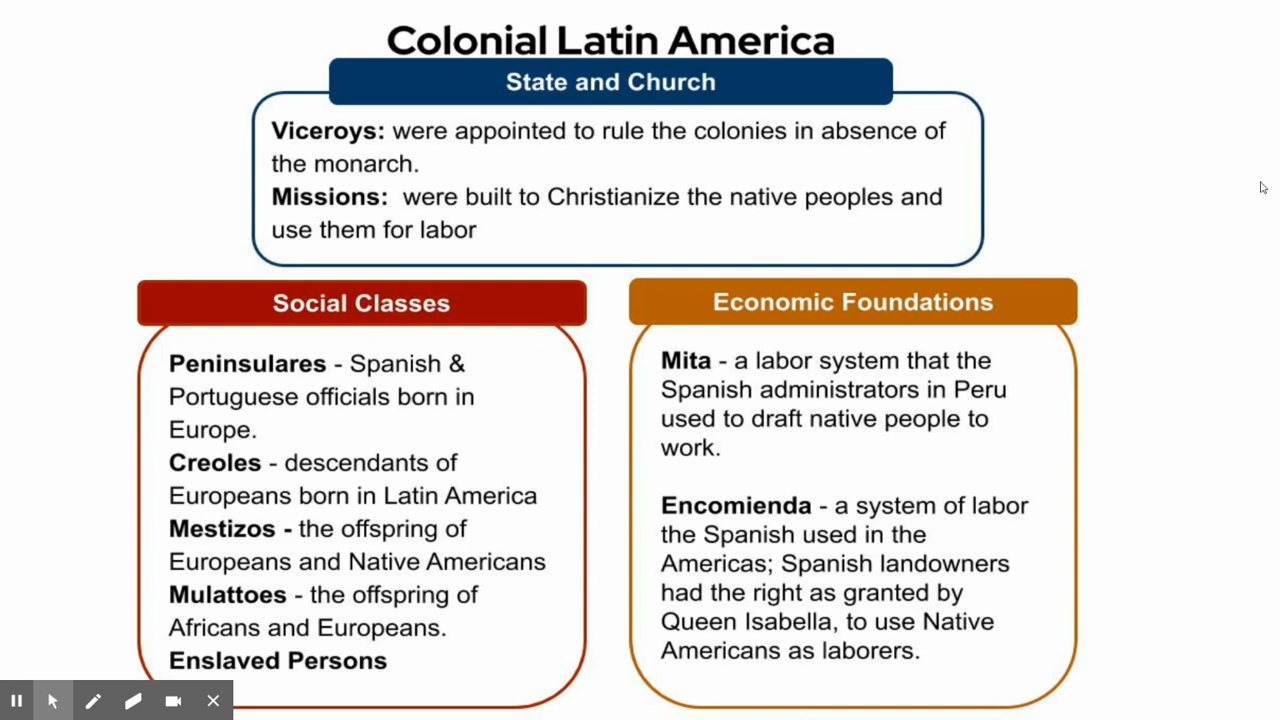 Colonial Latin America
State and Church
Viceroys: were appointed to rule the colonies in absence of
the monarch.
Missions:  were built to Christianize the native peoples and
use them for labor
Social Classes
Peninsulares - Spanish &
Portuguese officials born in
Europe.
Creoles - descendants of
Europeans born in Latin America
Mestizos - the offspring of
Europeans and Native Americans
Mulattoes - the offspring of
Africans and Europeans.
Enslaved Persons
Economic Foundations
Mita - a labor system that the
Spanish administrators in Peru
used to draft native people to
work.
Encomienda - a system of labor
the Spanish used in the
Americas; Spanish landowners
had the right as granted by
Queen Isabella, to use Native
Americans as laborers.